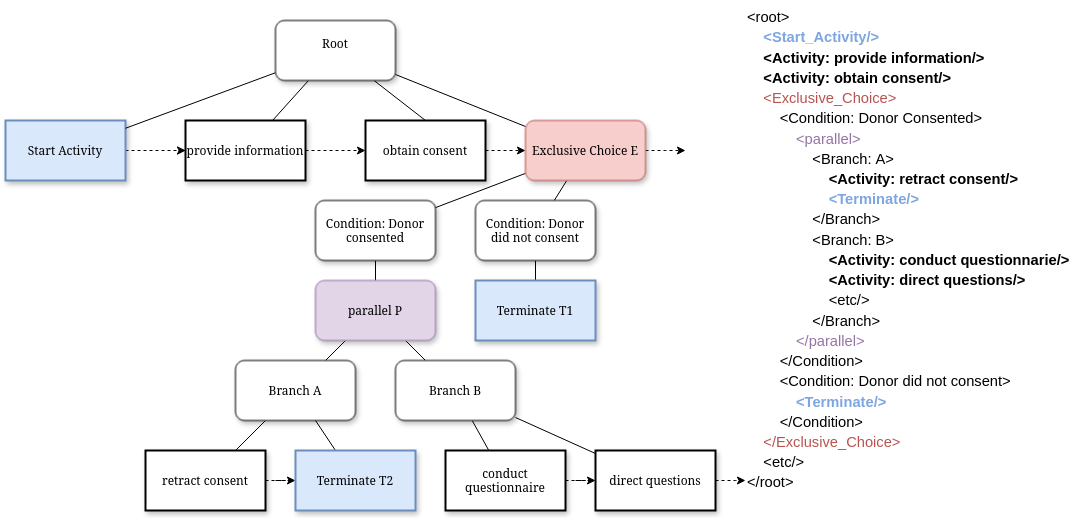 Root
Start Activity
provide information
obtain consent
Exclusive Choice E
Condition: Donor
consented
Condition: Donor
did not consent
parallel P
Terminate T1
Branch A
Branch B
retract consent
Terminate T2
conduct
questionnaire
direct questions
<root>
<Start_Activity/>
<Activity: provide information/>
<Activity: obtain consent/>
<Exclusive_Choice>
<Condition: Donor Consented>
<parallel>
<Branch: A>
<Activity: retract consent/>
<Terminate/>
</Branch>
<Branch: B>
<Activity: conduct questionnarie/>
<Activity: direct questions/>
<etc/>
</Branch>
</parallel>
</Condition>
<Condition: Donor did not consent>
<Terminate/>
</Condition>
</Exclusive_Choice>
<etc/>
</root>